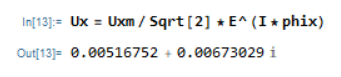 In[13]:= Ux = Uxm / Sqrt[2] * E^ (I * phix)
Out[13]= 0.00516752 + 0.00673029 i